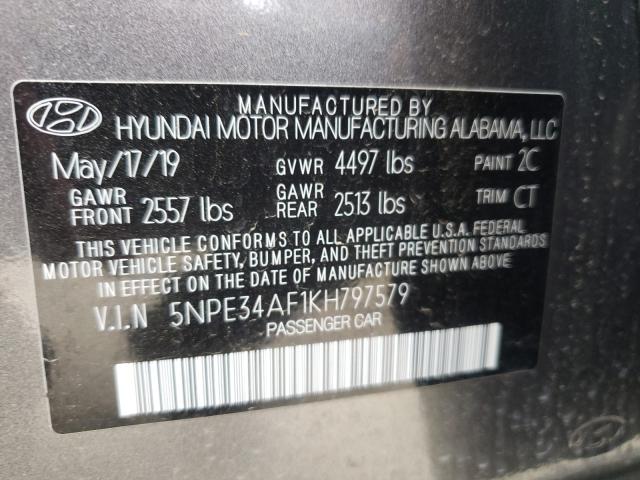 MANUFACTURED BY
HYUNDAI MOTOR MANUFACTURING ALABAMA, LLC
May/17/19 GVWR 4497 lbs PAINT 2C
GAWR FRONT 2557 lbs GAWR REAR 2513 lbs TRIM CT
THIS VEHICLE CONFORMS TO ALL APPLICABLE U.S.A. FEDERAL
MOTOR VEHICLE SAFETY, BUMPER, AND THEFT PREVENTION STANDARDS
IN EFFECT ON THE DATE OF MANUFACTURE SHOWN ABOVE.
V.I.N 5NPE34AF1KH797579
PASSENGER CAR